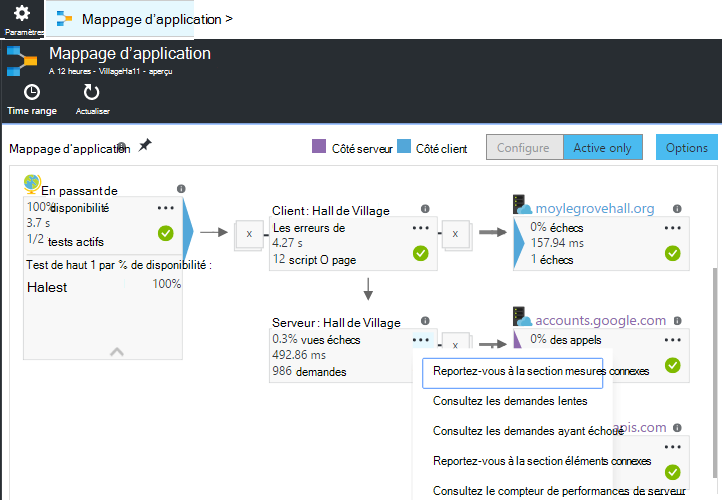 Paramètres
Mappage d'application >
Mappage d'application
A 12 heures - VillageHa11 - aperçu
Time range
Actualiser
Mappage d'application
Côté serveur
Côté client
Configure
Active only
Options
En passant de
100% disponibilité
3.7 s
1/2 tests actifs
Test de haut 1 par % de disponibilité :
Halest
100%
x
Client : Hall de Village
Les erreurs de
4.27 s
12 script O page
x
moylegrovehall.org
0% échecs
157.94 ms
1 échecs
Serveur : Hall de Village
0.3% vues échecs
492.86 ms
986 demandes
x
accounts.google.com
0% des appels
Reportez-vous à la section mesures connexes
Consultez les demandes lentes
Consultez les demandes ayant échoué
apis.com
Reportez-vous à la section éléments connexes
Consultez le compteur de performances de serveur